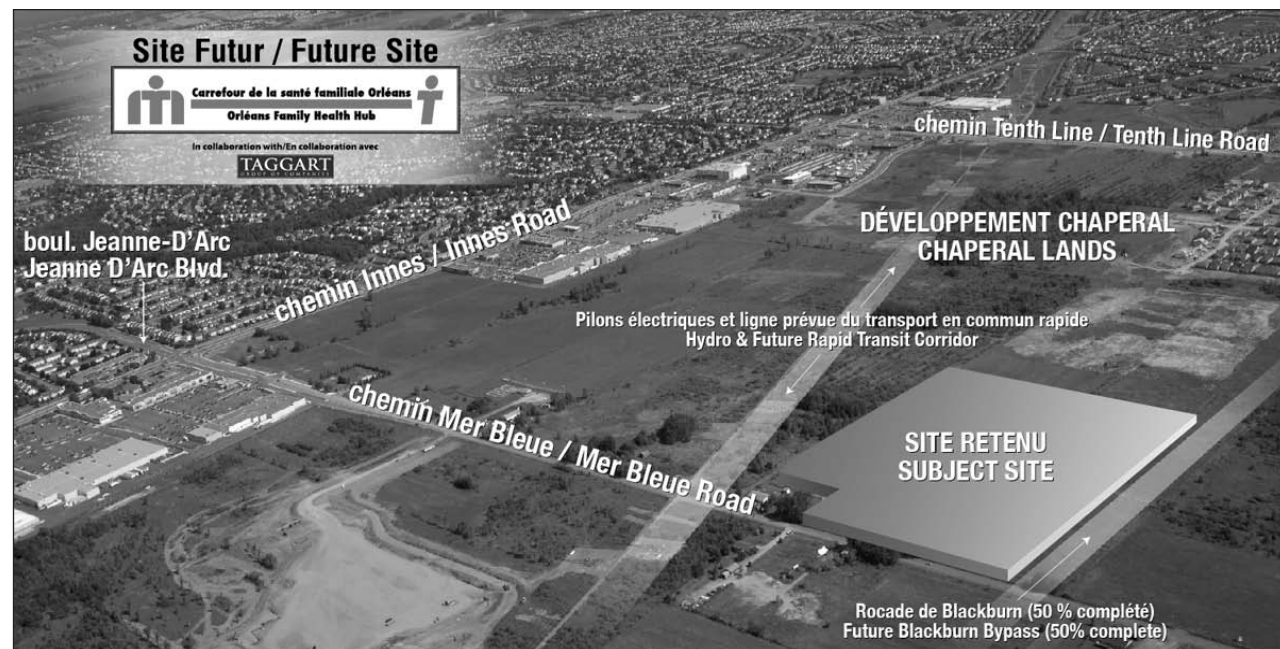 Site Futur / Future Site
Carrefour de la santé familiale Orléans
Orléans Family Health Hub
In collaboration with/En collaboration avec
TAGGART
GROUP OF COMPANIES
chemin Tenth Line / Tenth Line Road
boul. Jeanne-D'Arc
Jeanne D'Arc Blvd.
chemin Innes / Innes Road
DÉVELOPPEMENT CHAPERAL
CHAPERAL LANDS
Pilons électriques et ligne prévue du transport en commun rapide
Hydro & Future Rapid Transit Corridor
chemin Mer Bleue / Mer Bleue Road
SITE RETENU
SUBJECT SITE
Rocade de Blackburn (50 % complété)
Future Blackburn Bypass (50% complete)